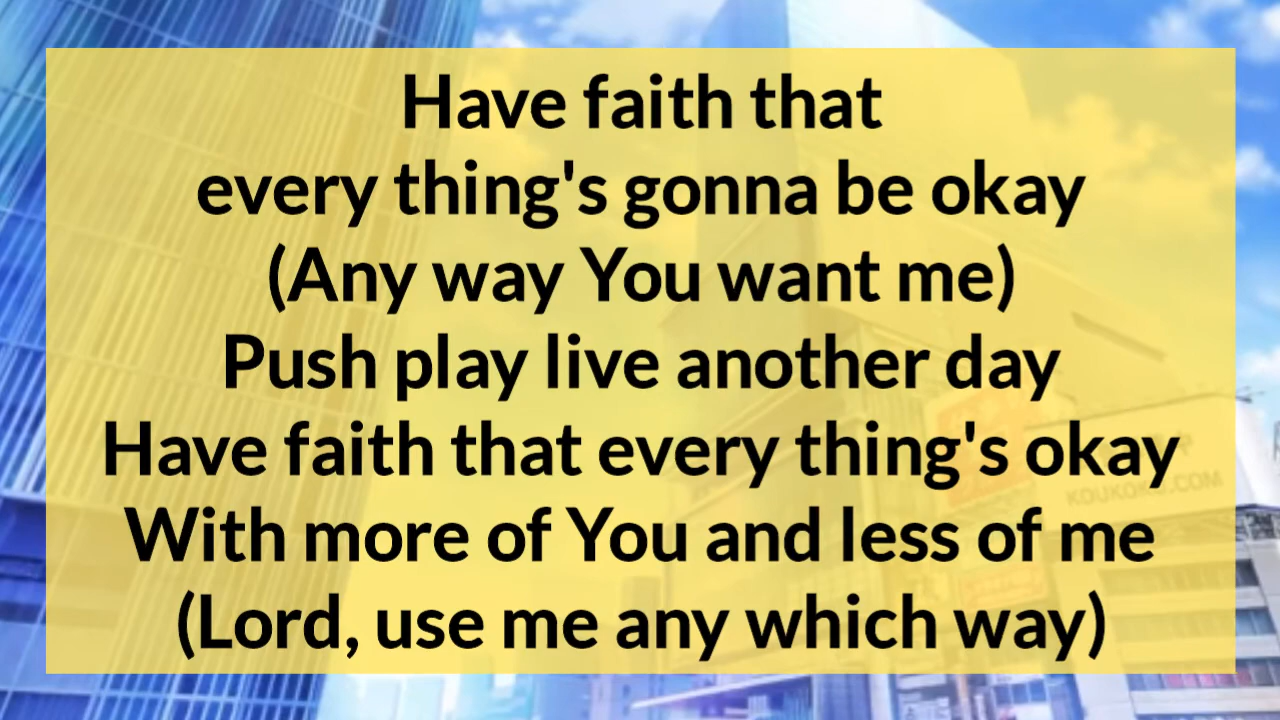 Have faith that
every thing's gonna be okay
(Any way You want me)
Push play live another day
Have faith that every thing's okay
With more of You and less of me
(Lord, use me any which way)